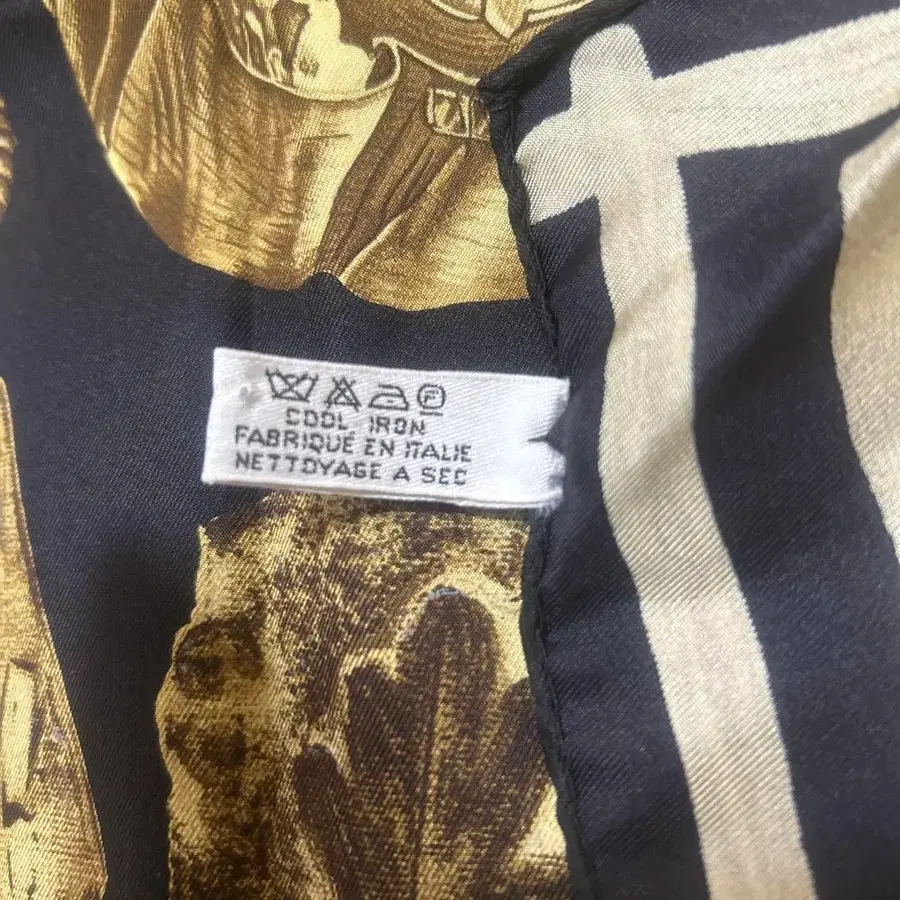 COOL IRON
FABRIQUÉ EN ITALIE
NETTOYAGE A SEC